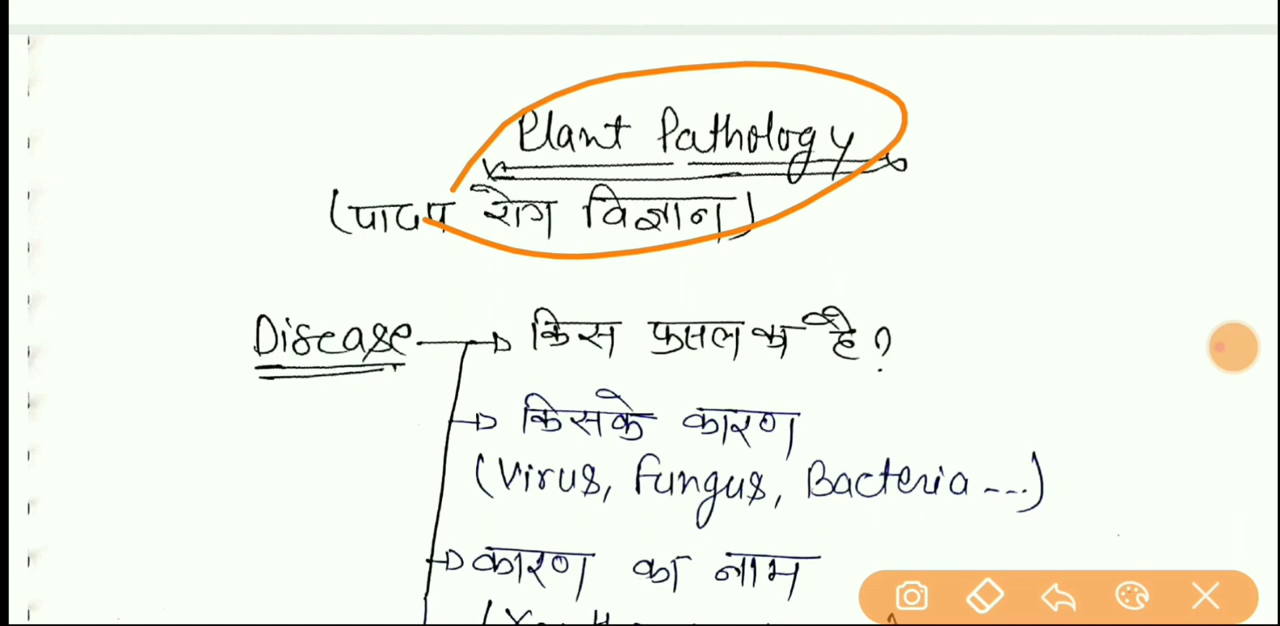 Plant Pathology
(पादप रोग विज्ञान)
Disease → किस फसल का है?
→ किसके कारण
(Virus, Fungus, Bacteria ---)
→ कारण का नाम